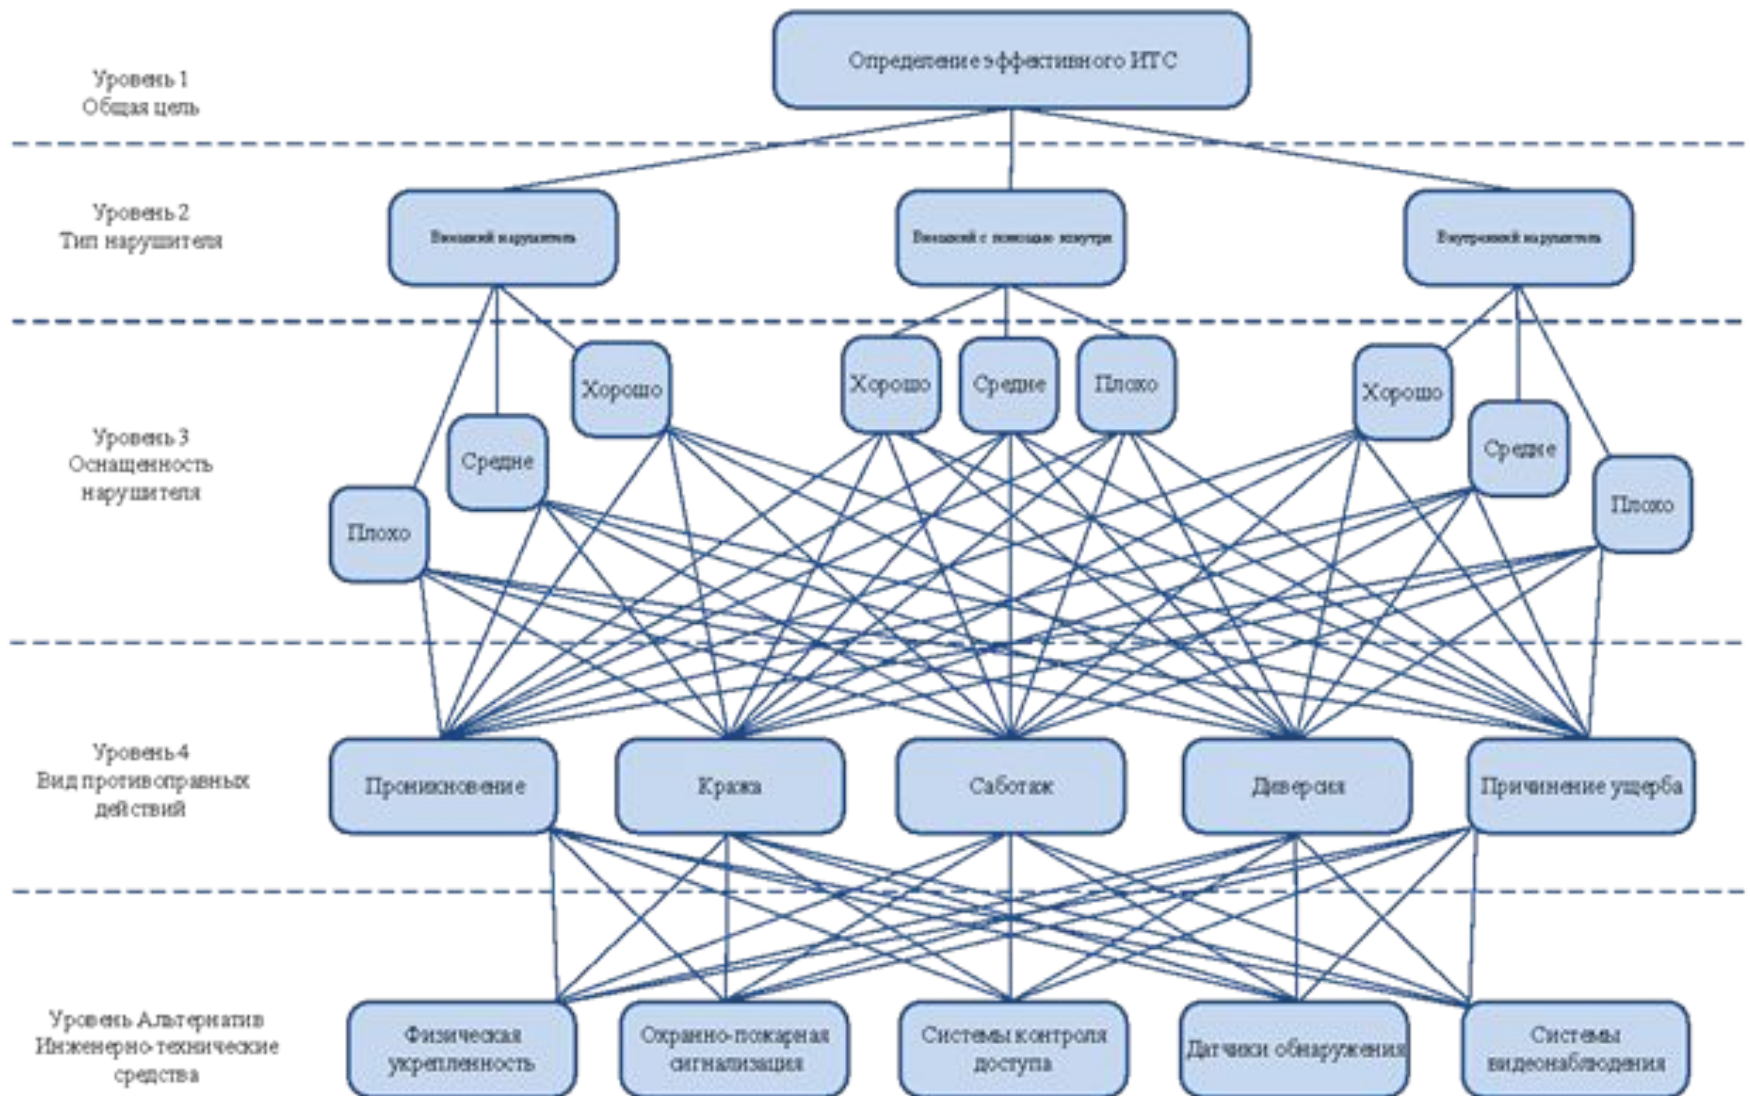 Определение эффективного ИТС
Уровень 1
Общая цель
Уровень 2
Тип нарушителя
Внешний нарушитель
Внешний с помощью изнутри
Внутренний нарушитель
Хорошо
Средне
Плохо
Хорошо
Средне
Плохо
Хорошо
Средне
Плохо
Уровень 3
Оснащенность
нарушителя
Уровень 4
Вид противоправных
действий
Проникновение
Кража
Саботаж
Диверсия
Причинение ущерба
Уровень Альтернатив
Инженерно-технические
средства
Физическая
укрепленность
Охранно-пожарная
сигнализация
Системы контроля
доступа
Датчики обнаружения
Системы
видеонаблюдения